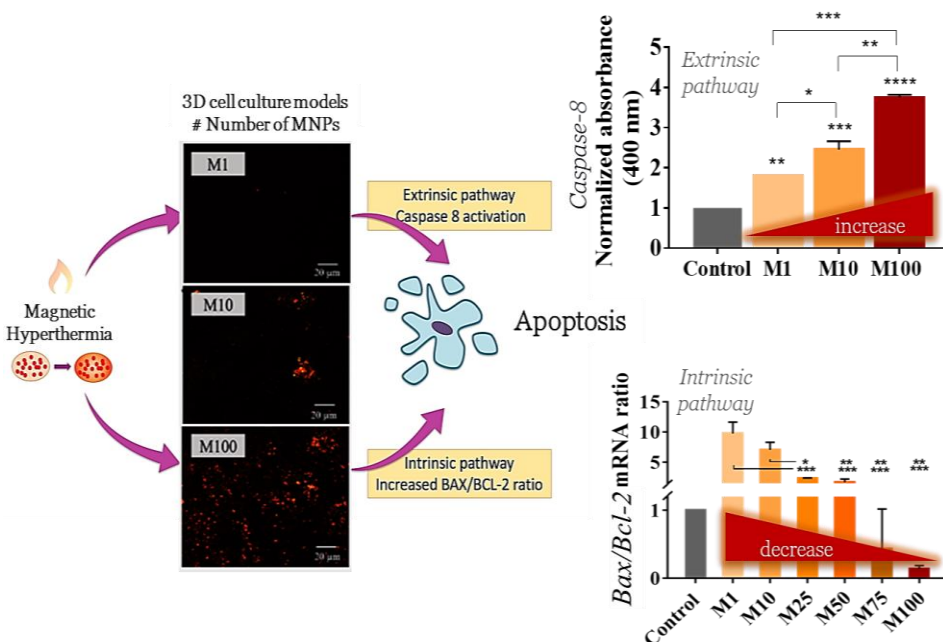 3D cell culture models
# Number of MNPs
M1
20 µm
M10
20 µm
M100
20 µm
Magnetic
Hyperthermia
Extrinsic pathway
Caspase 8 activation
Apoptosis
Intrinsic pathway
Increased BAX/BCL-2 ratio
Extrinsic
pathway
Caspase-8
Normalized absorbance
(400 nm)
5
4
3
2
1
0
***
**
*
**
***
****
increase
Control M1 M10 M100
Intrinsic
pathway
Bax/Bcl-2 mRNA ratio
15
10
5
1
0
*
***
**
***
**
***
**
***
decrease
Control M1 M10 M25 M50 M75 M100